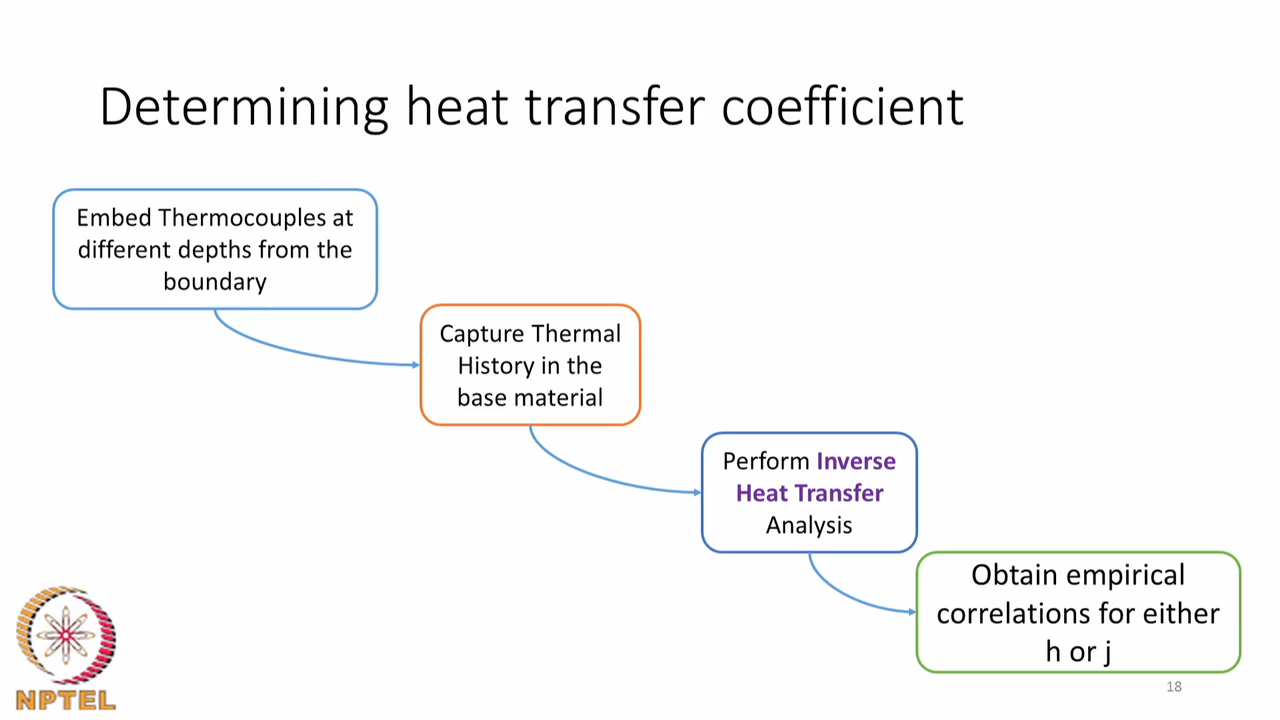 Determining heat transfer coefficient
Embed Thermocouples at
different depths from the
boundary
Capture Thermal
History in the
base material
Perform Inverse
Heat Transfer
Analysis
Obtain empirical
correlations for either
h or j
NPTEL
18